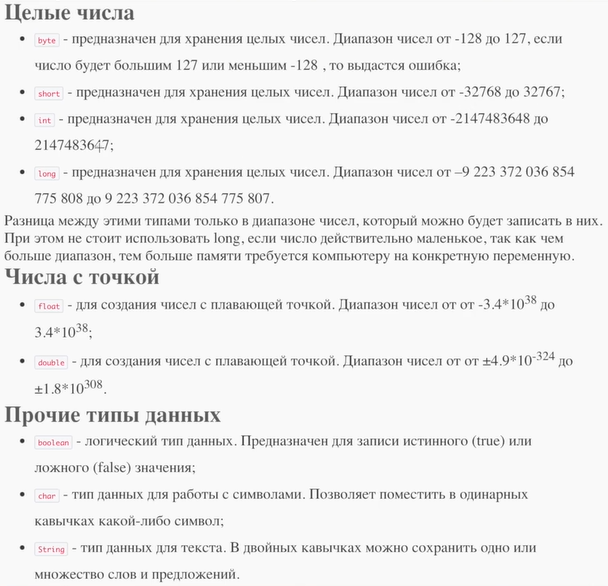 Целые числа
• byte - предназначен для хранения целых чисел. Диапазон чисел от -128 до 127, если
число будет большим 127 или меньшим -128 , то выдастся ошибка;
• short - предназначен для хранения целых чисел. Диапазон чисел от -32768 до 32767;
• int - предназначен для хранения целых чисел. Диапазон чисел от -2147483648 до
2147483647;
• long - предназначен для хранения целых чисел. Диапазон чисел от –9 223 372 036 854
775 808 до 9 223 372 036 854 775 807.
Разница между этими типами только в диапазоне чисел, который можно будет записать в них.
При этом не стоит использовать long, если число действительно маленькое, так как чем
больше диапазон, тем больше памяти требуется компьютеру на конкретную переменную.
Числа с точкой
• float - для создания чисел с плавающей точкой. Диапазон чисел от от -3.4*10³⁸ до
3.4*10³⁸;
• double - для создания чисел с плавающей точкой. Диапазон чисел от от ±4.9*10⁻³²⁴ до
±1.8*10³⁰⁸.
Прочие типы данных
• boolean - логический тип данных. Предназначен для записи истинного (true) или
ложного (false) значения;
• char - тип данных для работы с символами. Позволяет поместить в одинарных
кавычках какой-либо символ;
• String - тип данных для текста. В двойных кавычках можно сохранить одно или
множество слов и предложений.